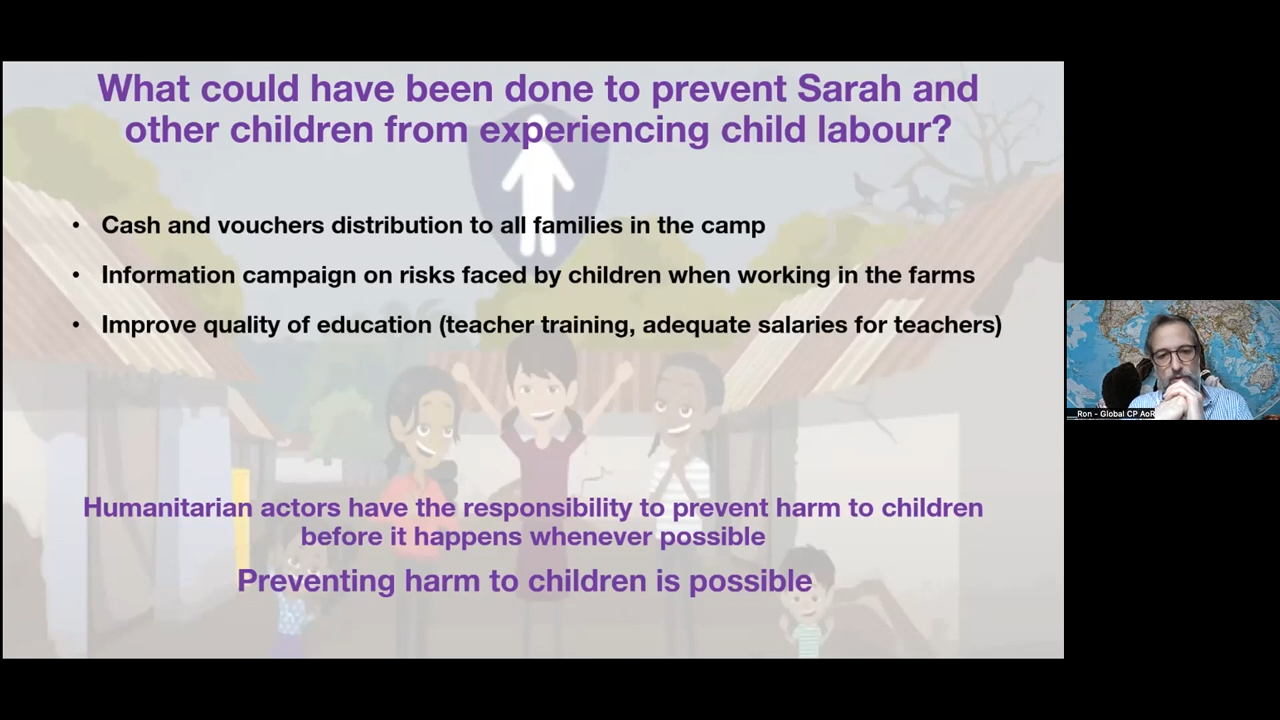 What could have been done to prevent Sarah and
other children from experiencing child labour?
• Cash and vouchers distribution to all families in the camp
• Information campaign on risks faced by children when working in the farms
• Improve quality of education (teacher training, adequate salaries for teachers)
Humanitarian actors have the responsibility to prevent harm to children
before it happens whenever possible
Preventing harm to children is possible
Ron - Global CP AoR